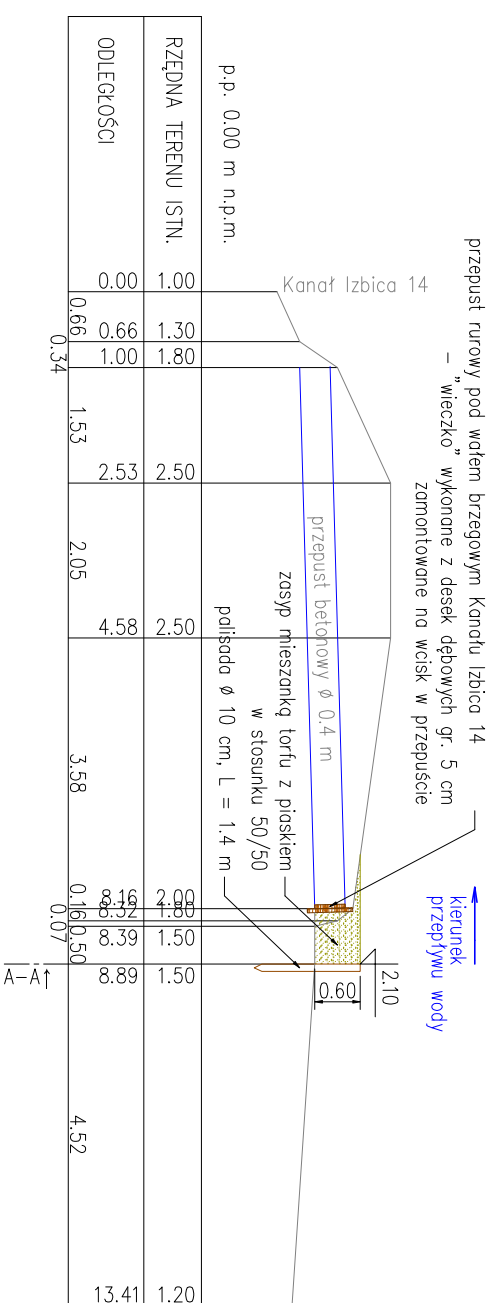 przepust rurowy pod wałem brzegowym Kanału Izbica 14
– "wieczko" wykonane z desek dębowych gr. 5 cm
zamontowane na wcisk w przepuście
kierunek
przepływu wody
Kanał Izbica 14
2.10
0.60
przepust betonowy ø 0.4 m
zasyp mieszanką torfu z piaskiem
w stosunku 50/50
palisada ø 10 cm, L = 1.4 m
p.p. 0.00 m n.p.m.
RZĘDNA TERENU ISTN.
1.00
1.30
1.80
2.50
2.50
2.00
1.80
1.50
1.50
1.20
ODLEGŁOŚCI
0.00
0.66
1.00
2.53
4.58
8.16
8.32
8.39
8.89
13.41
0.66
0.34
1.53
2.05
3.58
0.16
0.07
0.50
4.52
A–A